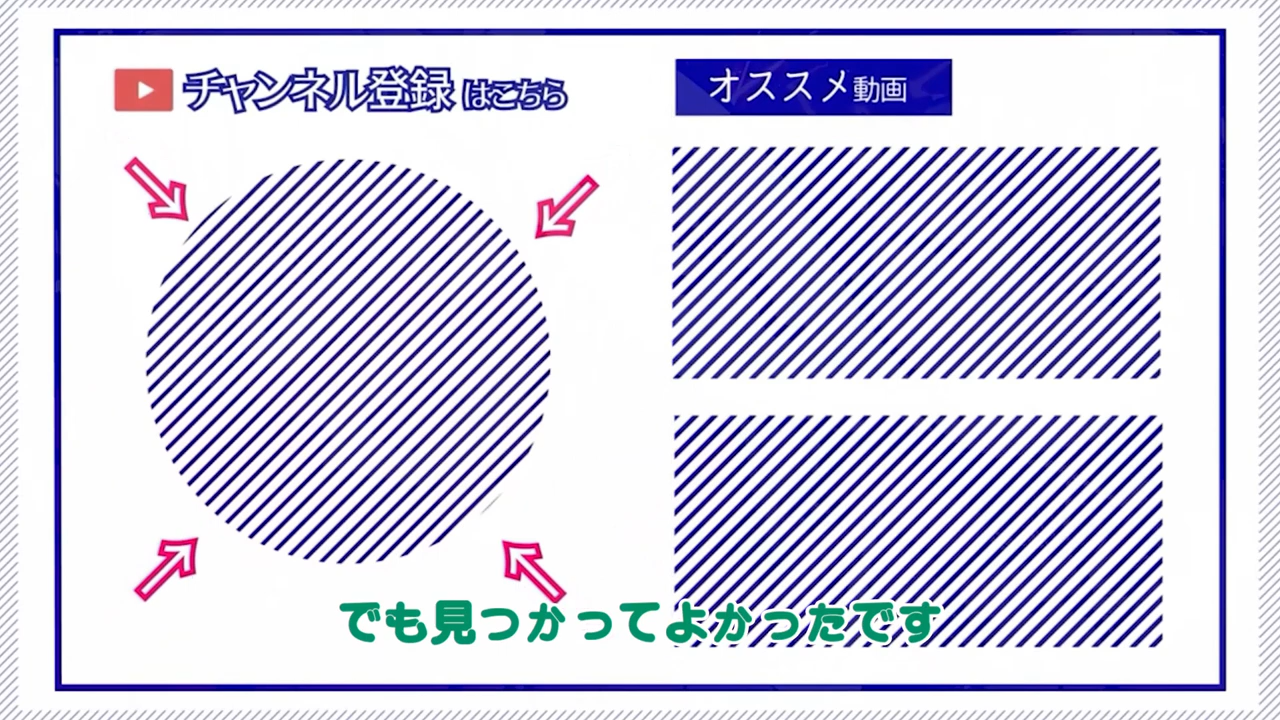 チャンネル登録はこちら
オススメ動画
でも見つかってよかったです